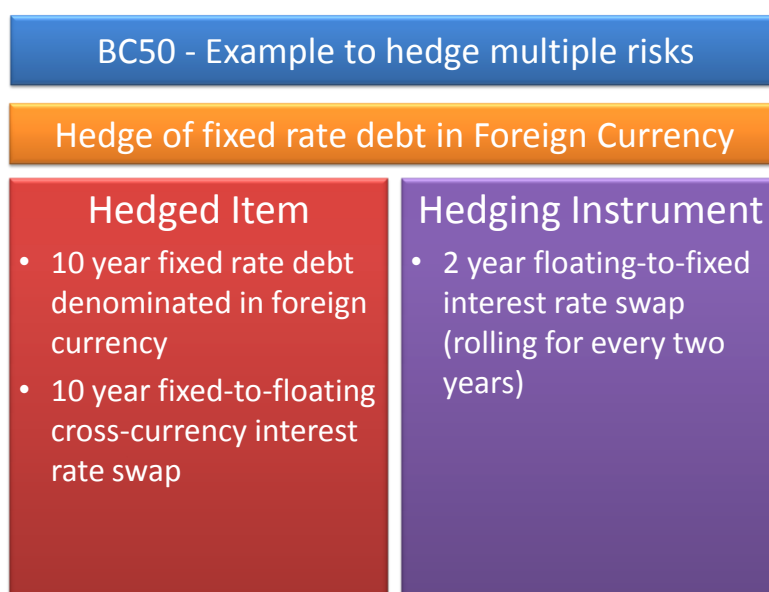 BC50 - Example to hedge multiple risks
Hedge of fixed rate debt in Foreign Currency
Hedged Item
• 10 year fixed rate debt
denominated in foreign
currency
• 10 year fixed-to-floating
cross-currency interest
rate swap
Hedging Instrument
• 2 year floating-to-fixed
interest rate swap
(rolling for every two
years)